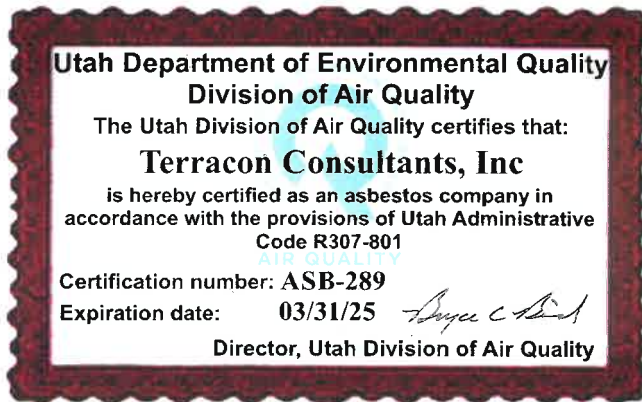 Utah Department of Environmental Quality
Division of Air Quality
The Utah Division of Air Quality certifies that:
Terracon Consultants, Inc
is hereby certified as an asbestos company in
accordance with the provisions of Utah Administrative
Code R307-801
AIR QUALITY
Certification number: ASB-289
Expiration date: 03/31/25 Bryce C Bird
Director, Utah Division of Air Quality